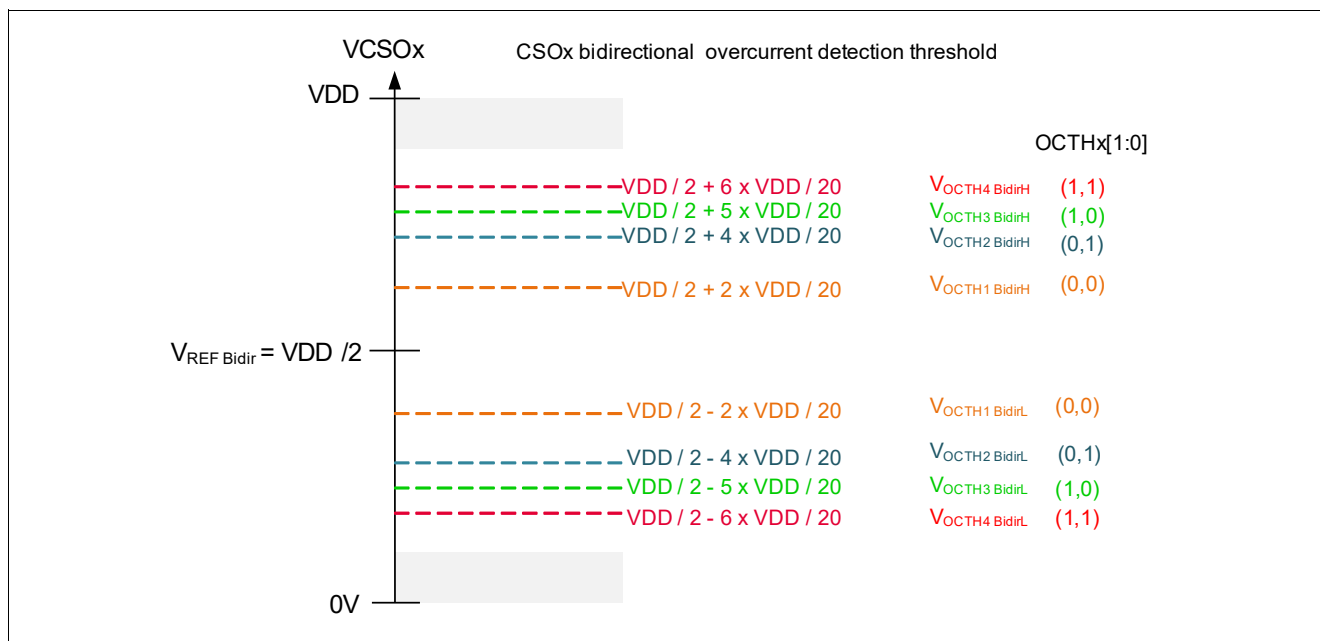 VCSOx CSOx bidirectional overcurrent detection threshold
VDD
OCTHx[1:0]
VDD / 2 + 6 x VDD / 20 VOCTH4 BidirH (1,1)
VDD / 2 + 5 x VDD / 20 VOCTH3 BidirH (1,0)
VDD / 2 + 4 x VDD / 20 VOCTH2 BidirH (0,1)
VDD / 2 + 2 x VDD / 20 VOCTH1 BidirH (0,0)
VREF Bidir = VDD /2
VDD / 2 - 2 x VDD / 20 VOCTH1 BidirL (0,0)
VDD / 2 - 4 x VDD / 20 VOCTH2 BidirL (0,1)
VDD / 2 - 5 x VDD / 20 VOCTH3 BidirL (1,0)
VDD / 2 - 6 x VDD / 20 VOCTH4 BidirL (1,1)
0V